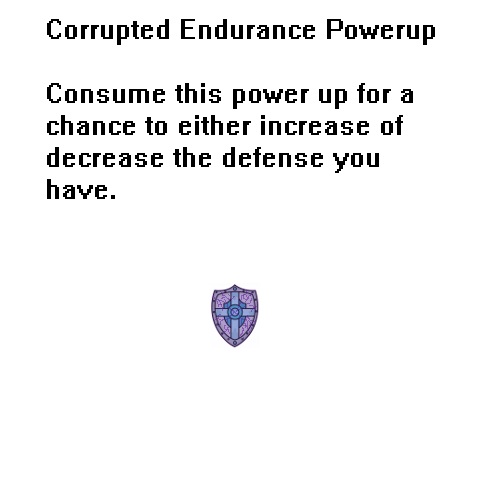 Corrupted Endurance Powerup
Consume this power up for a
chance to either increase of
decrease the defense you
have.